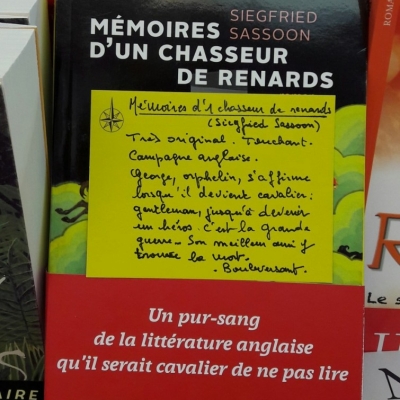 SIEGFRIED
SASSOON
MÉMOIRES
D'UN CHASSEUR
DE RENARDS
Mémoires d'1 chasseur de renards
(Siegfried Sassoon)
Très original. Touchant.
Campagne anglaise.
George, orphelin, s'affirme
lorsqu'il devient cavalier,
gentleman, jusqu'à devenir
un héros. C'est la grande
guerre. Son meilleur ami y
trouve la mort.
. Bouleversant.
Un pur-sang
de la littérature anglaise
qu'il serait cavalier de ne pas lire
ROMAN
R
Le s
AIRE